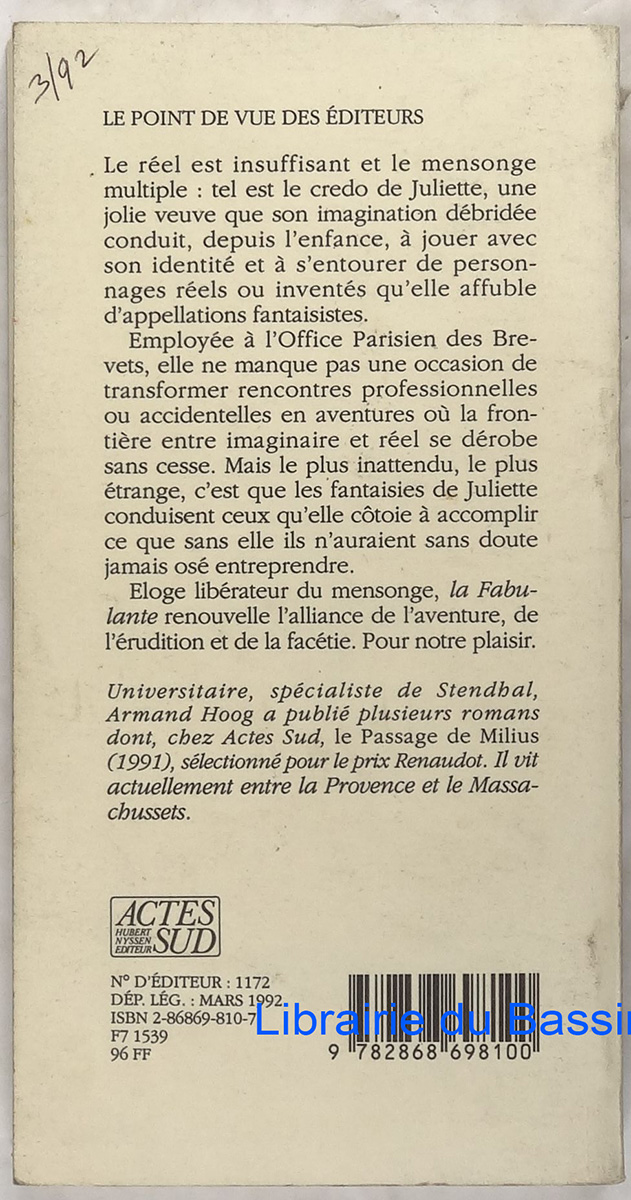 3/92
LE POINT DE VUE DES ÉDITEURS
Le réel est insuffisant et le mensonge
multiple : tel est le credo de Juliette, une
jolie veuve que son imagination débridée
conduit, depuis l'enfance, à jouer avec
son identité et à s'entourer de person-
nages réels ou inventés qu'elle affuble
d'appellations fantaisistes.
Employée à l'Office Parisien des Bre-
vets, elle ne manque pas une occasion de
transformer rencontres professionnelles
ou accidentelles en aventures où la fron-
tière entre imaginaire et réel se dérobe
sans cesse. Mais le plus inattendu, le plus
étrange, c'est que les fantaisies de Juliette
conduisent ceux qu'elle côtoie à accomplir
ce que sans elle ils n'auraient sans doute
jamais osé entreprendre.
Eloge libérateur du mensonge, la Fabu-
lante renouvelle l'alliance de l'aventure, de
l'érudition et de la facétie. Pour notre plaisir.
Universitaire, spécialiste de Stendhal,
Armand Hoog a publié plusieurs romans
dont, chez Actes Sud, le Passage de Milius
(1991), sélectionné pour le prix Renaudot. Il vit
actuellement entre la Provence et le Massa-
chussets.
ACTES
HUBERT
NYSSEN
EDITEUR SUD
N° D'ÉDITEUR : 1172
DÉP. LÉG. : MARS 1992
ISBN 2-86869-810-7
F7 1539
96 FF
Librairie du Bassin
9 782868 698100